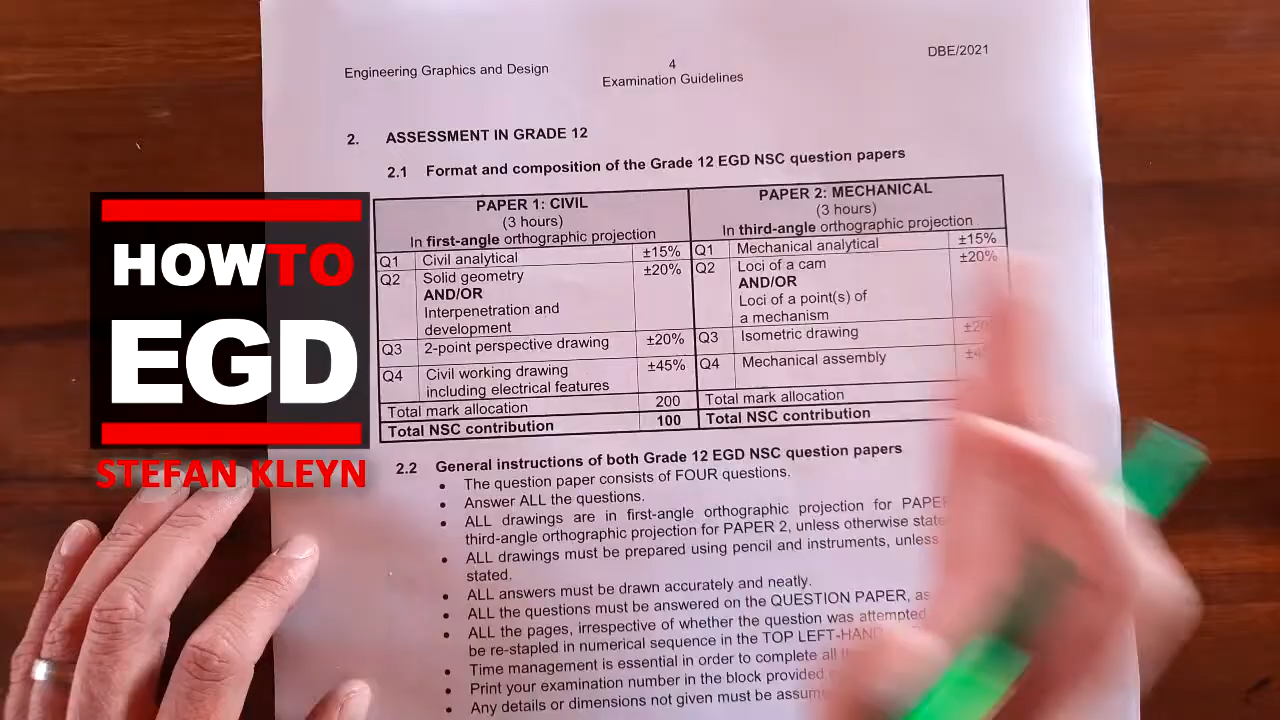 Engineering Graphics and Design
4
Examination Guidelines
DBE/2021
2. ASSESSMENT IN GRADE 12
2.1 Format and composition of the Grade 12 EGD NSC question papers
PAPER 1: CIVIL
(3 hours)
In first-angle orthographic projection
PAPER 2: MECHANICAL
(3 hours)
In third-angle orthographic projection
Q1 Civil analytical ±15% Q1 Mechanical analytical ±15%
Q2 Solid geometry ±20% Q2 Loci of a cam ±20%
AND/OR AND/OR
Interpenetration and Loci of a point(s) of
development a mechanism
Q3 2-point perspective drawing ±20% Q3 Isometric drawing
Q4 Civil working drawing ±45% Q4 Mechanical assembly
including electrical features
Total mark allocation 200 Total mark allocation
Total NSC contribution 100 Total NSC contribution
HOWTO
EGD
STEFAN KLEYN
2.2 General instructions of both Grade 12 EGD NSC question papers
• The question paper consists of FOUR questions.
• Answer ALL the questions.
• ALL drawings are in first-angle orthographic projection for PAPER
third-angle orthographic projection for PAPER 2, unless otherwise state
• ALL drawings must be prepared using pencil and instruments, unless
stated.
• ALL answers must be drawn accurately and neatly.
• ALL the questions must be answered on the QUESTION PAPER, as
• ALL the pages, irrespective of whether the question was attempted
be re-stapled in numerical sequence in the TOP LEFT-HAND
• Time management is essential in order to complete all
• Print your examination number in the block provided
• Any details or dimensions not given must be